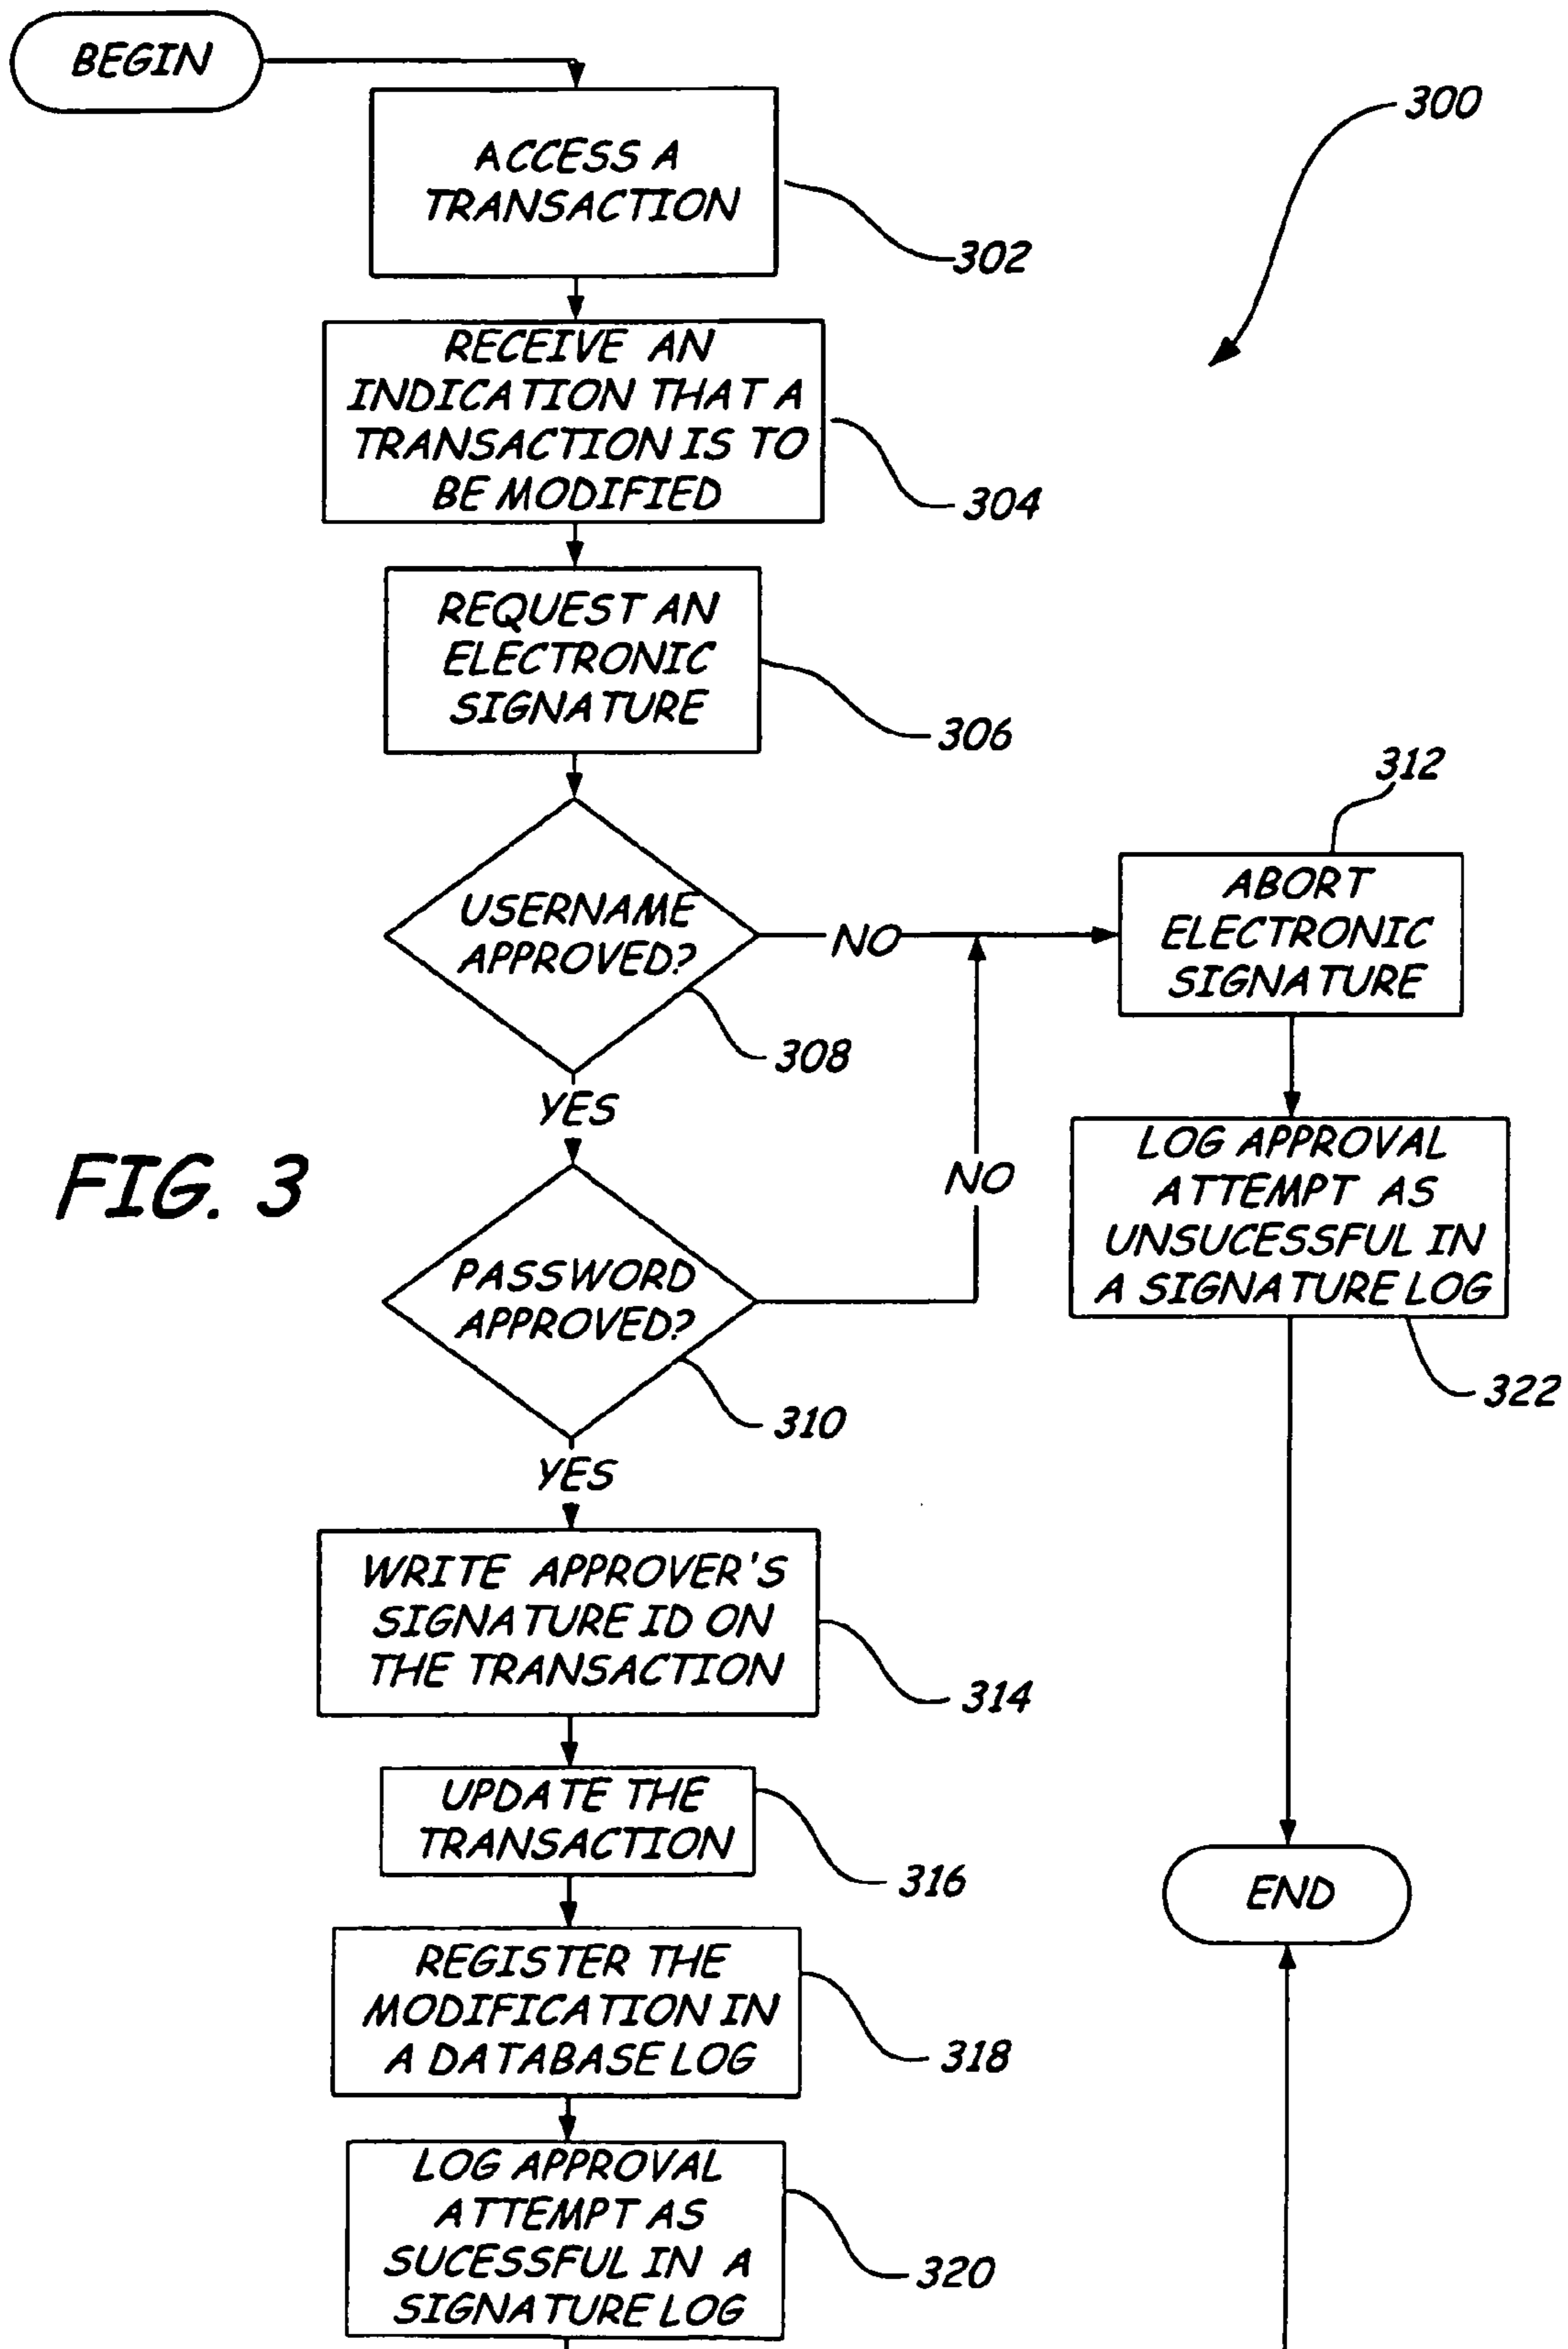 BEGIN
ACCESS A
TRANSACTION
302
300
RECEIVE AN
INDICATION THAT A
TRANSACTION IS TO
BE MODIFIED
304
REQUEST AN
ELECTRONIC
SIGNATURE
306
USERNAME
APPROVED?
308
NO
YES
312
ABORT
ELECTRONIC
SIGNATURE
LOG APPROVAL
ATTEMPT AS
UNSUCESSFUL IN
A SIGNATURE LOG
322
FIG. 3
PASSWORD
APPROVED?
310
NO
YES
WRITE APPROVER'S
SIGNATURE ID ON
THE TRANSACTION
314
UPDATE THE
TRANSACTION
316
END
REGISTER THE
MODIFICATION IN
A DATABASE LOG
318
LOG APPROVAL
ATTEMPT AS
SUCESSFUL IN A
SIGNATURE LOG
320